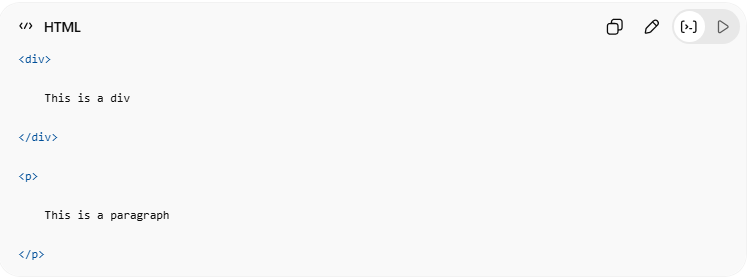 </> HTML
<div>
This is a div
</div>
<p>
This is a paragraph
</p>